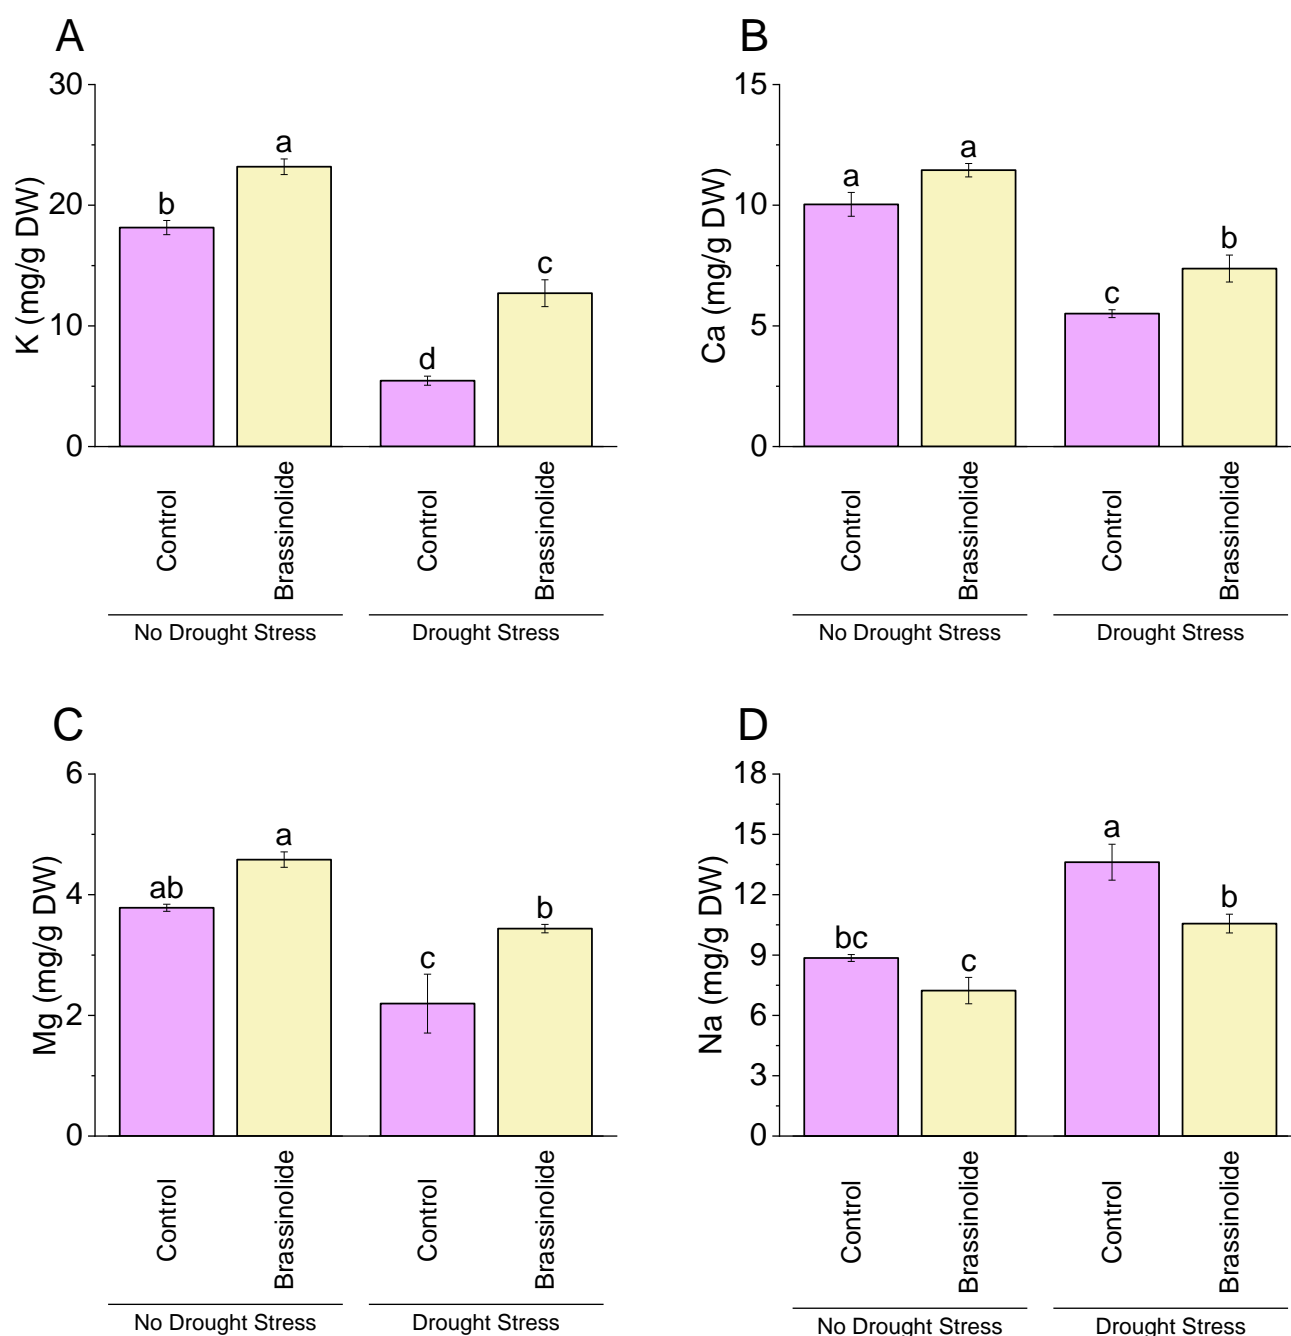 A
K (mg/g DW)
30
20
10
0
b
a
d
c
Control
Brassinolide
Control
Brassinolide
No Drought Stress
Drought Stress
B
Ca (mg/g DW)
15
10
5
0
a
a
c
b
Control
Brassinolide
Control
Brassinolide
No Drought Stress
Drought Stress
C
Mg (mg/g DW)
6
4
2
0
ab
a
c
b
Control
Brassinolide
Control
Brassinolide
No Drought Stress
Drought Stress
D
Na (mg/g DW)
18
15
12
9
6
3
0
bc
c
a
b
Control
Brassinolide
Control
Brassinolide
No Drought Stress
Drought Stress